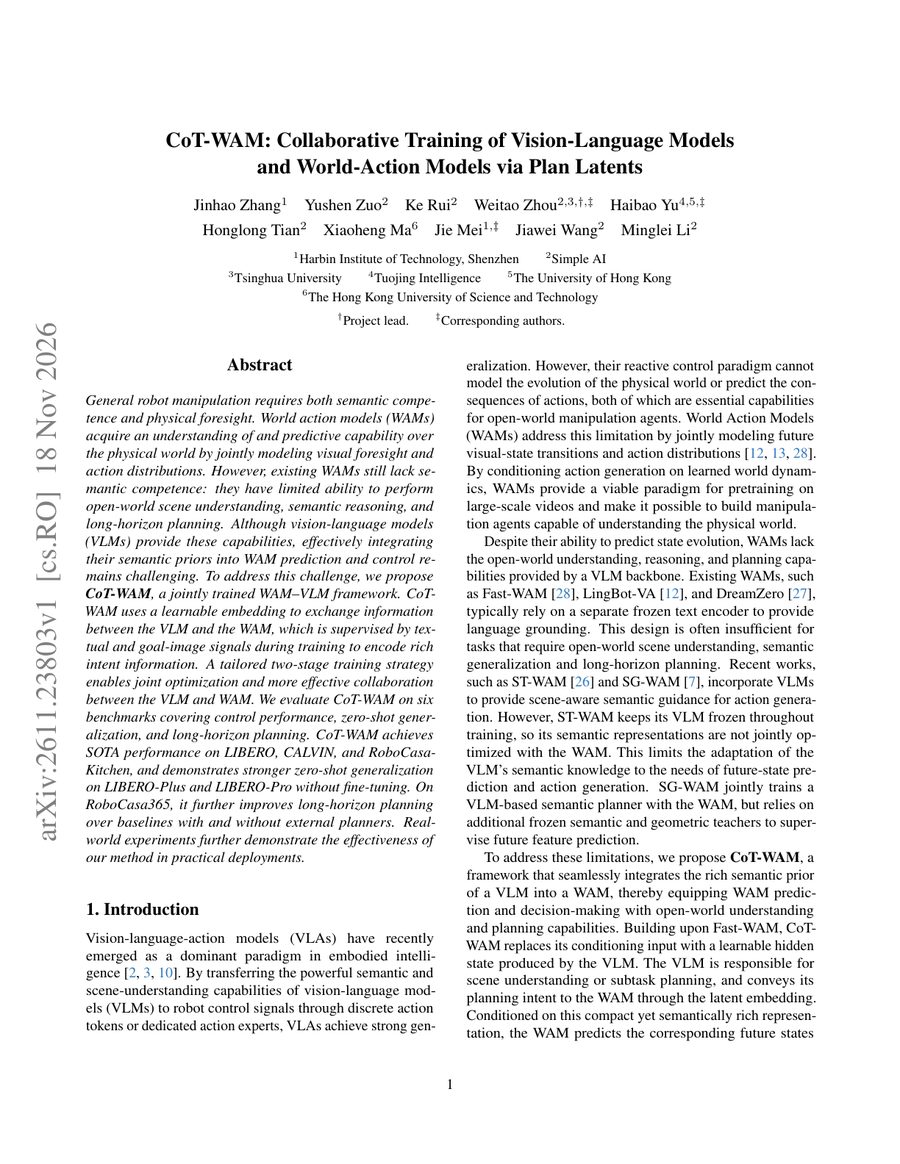 CoT-WAM: Collaborative Training of Vision-Language Models
and World-Action Models via Plan Latents
Jinhao Zhang1 Yushen Zuo2 Ke Rui2 Weitao Zhou2,3,†,‡ Haibao Yu4,5,‡
Honglong Tian2 Xiaoheng Ma6 Jie Mei1,‡ Jiawei Wang2 Minglei Li2
1Harbin Institute of Technology, Shenzhen 2Simple AI
3Tsinghua University 4Tuojing Intelligence 5The University of Hong Kong
6The Hong Kong University of Science and Technology
†Project lead. ‡Corresponding authors.
arXiv:2611.23803v1 [cs.RO] 18 Nov 2026
Abstract
General robot manipulation requires both semantic compe-
tence and physical foresight. World action models (WAMs)
acquire an understanding of and predictive capability over
the physical world by jointly modeling visual foresight and
action distributions. However, existing WAMs still lack se-
mantic competence: they have limited ability to perform
open-world scene understanding, semantic reasoning, and
long-horizon planning. Although vision-language models
(VLMs) provide these capabilities, effectively integrating
their semantic priors into WAM prediction and control re-
mains challenging. To address this challenge, we propose
CoT-WAM, a jointly trained WAM–VLM framework. CoT-
WAM uses a learnable embedding to exchange information
between the VLM and the WAM, which is supervised by tex-
tual and goal-image signals during training to encode rich
intent information. A tailored two-stage training strategy
enables joint optimization and more effective collaboration
between the VLM and WAM. We evaluate CoT-WAM on six
benchmarks covering control performance, zero-shot gener-
alization, and long-horizon planning. CoT-WAM achieves
SOTA performance on LIBERO, CALVIN, and RoboCasa-
Kitchen, and demonstrates stronger zero-shot generalization
on LIBERO-Plus and LIBERO-Pro without fine-tuning. On
RoboCasa365, it further improves long-horizon planning
over baselines with and without external planners. Real-
world experiments further demonstrate the effectiveness of
our method in practical deployments.
1. Introduction
Vision-language-action models (VLAs) have recently
emerged as a dominant paradigm in embodied intelli-
gence [2, 3, 10]. By transferring the powerful semantic and
scene-understanding capabilities of vision-language mod-
els (VLMs) to robot control signals through discrete action
tokens or dedicated action experts, VLAs achieve strong gen-
eralization. However, their reactive control paradigm cannot
model the evolution of the physical world or predict the con-
sequences of actions, both of which are essential capabilities
for open-world manipulation agents. World Action Models
(WAMs) address this limitation by jointly modeling future
visual-state transitions and action distributions [12, 13, 28].
By conditioning action generation on learned world dynam-
ics, WAMs provide a viable paradigm for pretraining on
large-scale videos and make it possible to build manipula-
tion agents capable of understanding the physical world.
Despite their ability to predict state evolution, WAMs lack
the open-world understanding, reasoning, and planning capa-
bilities provided by a VLM backbone. Existing WAMs, such
as Fast-WAM [28], LingBot-VA [12], and DreamZero [27],
typically rely on a separate frozen text encoder to provide
language grounding. This design is often insufficient for
tasks that require open-world scene understanding, semantic
generalization and long-horizon planning. Recent works,
such as ST-WAM [26] and SG-WAM [7], incorporate VLMs
to provide scene-aware semantic guidance for action genera-
tion. However, ST-WAM keeps its VLM frozen throughout
training, so its semantic representations are not jointly op-
timized with the WAM. This limits the adaptation of the
VLM's semantic knowledge to the needs of future-state pre-
diction and action generation. SG-WAM jointly trains a
VLM-based semantic planner with the WAM, but relies on
additional frozen semantic and geometric teachers to super-
vise future feature prediction.
To address these limitations, we propose CoT-WAM, a
framework that seamlessly integrates the rich semantic prior
of a VLM into a WAM, thereby equipping WAM predic-
tion and decision-making with open-world understanding
and planning capabilities. Building upon Fast-WAM, CoT-
WAM replaces its conditioning input with a learnable hidden
state produced by the VLM. The VLM is responsible for
scene understanding or subtask planning, and conveys its
planning intent to the WAM through the latent embedding.
Conditioned on this compact yet semantically rich represen-
tation, the WAM predicts the corresponding future states
1